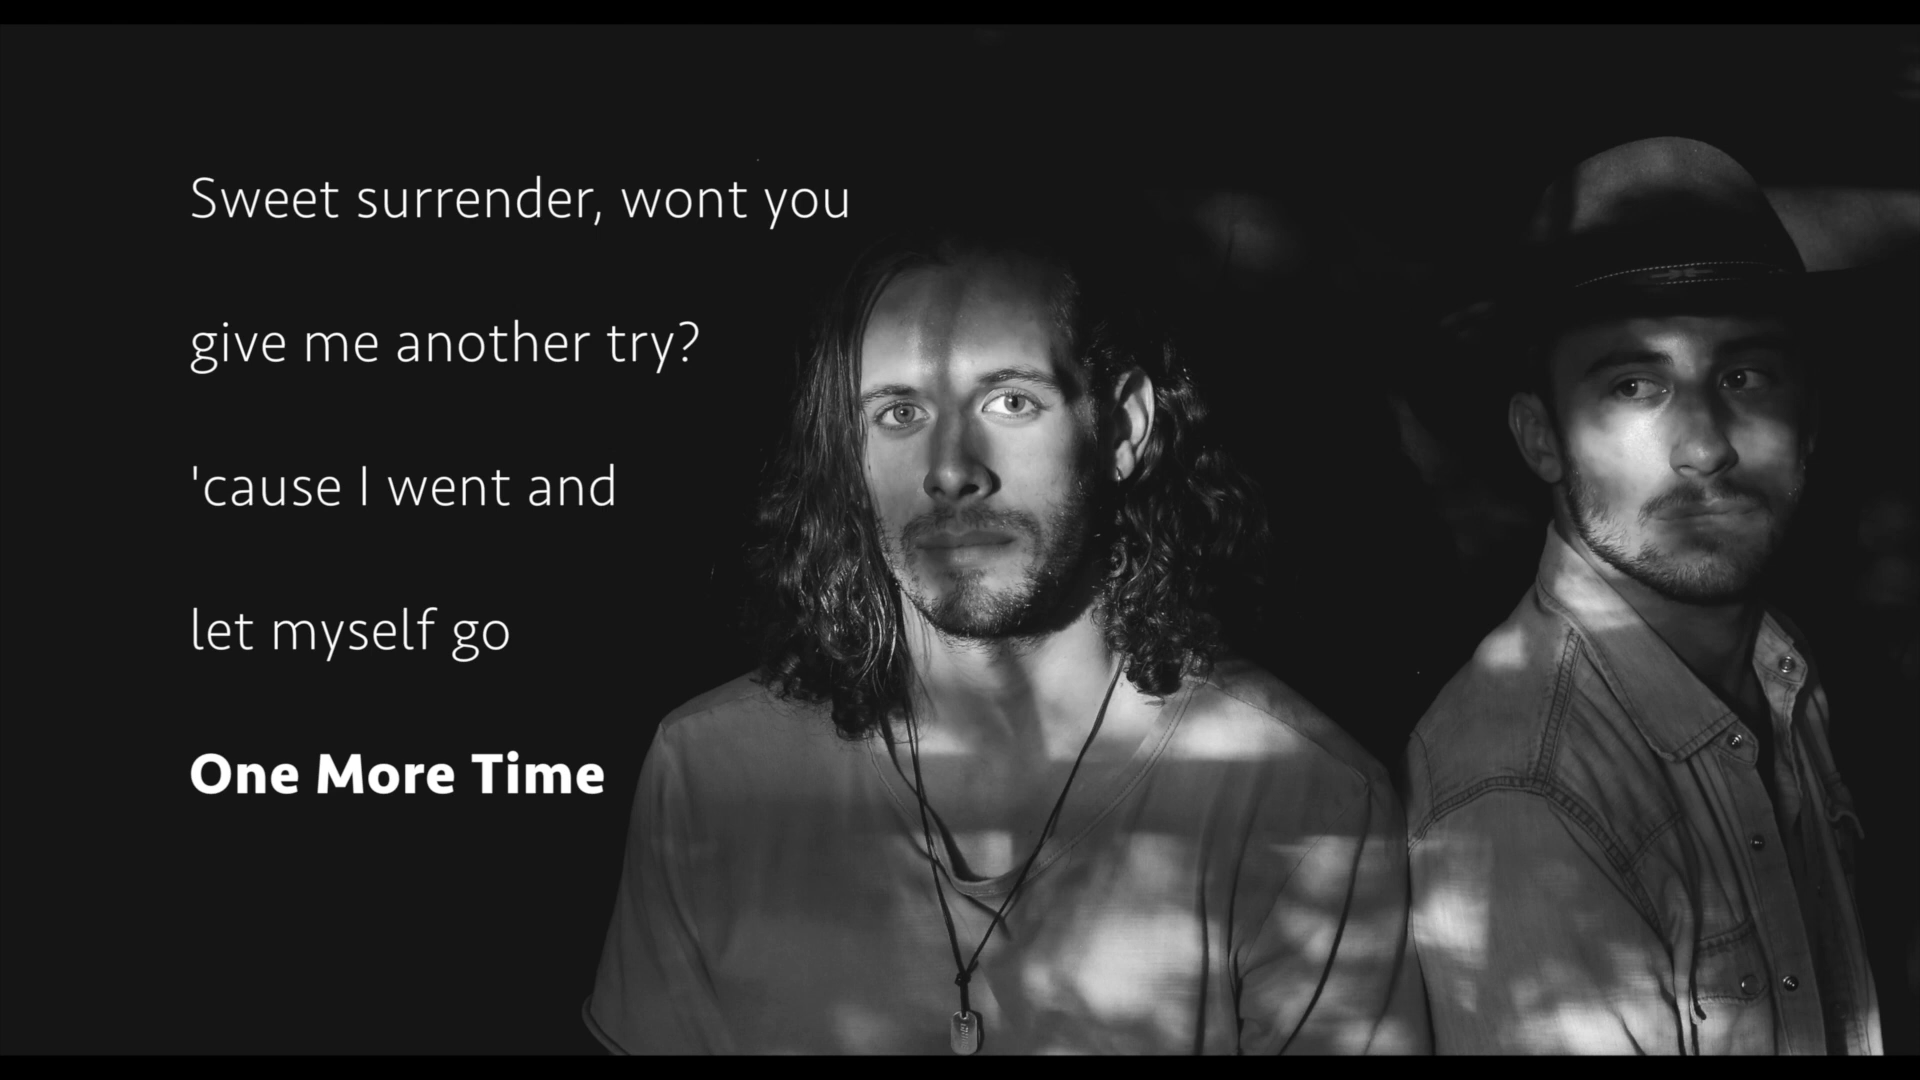 Sweet surrender, wont you
give me another try?
'cause I went and
let myself go
One More Time